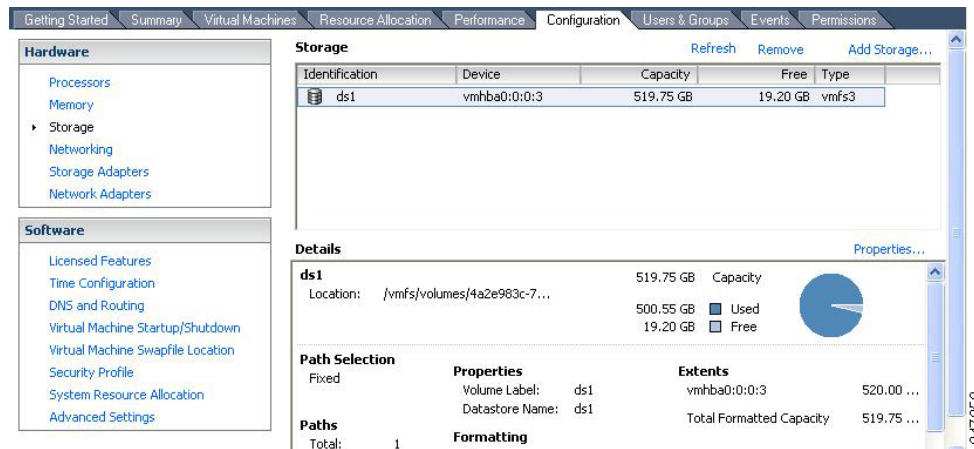 Getting Started Summary Virtual Machines Resource Allocation Performance Configuration Users & Groups Events Permissions
Hardware
Processors
Memory
Storage
Networking
Storage Adapters
Network Adapters
Software
Licensed Features
Time Configuration
DNS and Routing
Virtual Machine Startup/Shutdown
Virtual Machine Swapfile Location
Security Profile
System Resource Allocation
Advanced Settings
Storage Refresh Remove Add Storage...
Identification Device Capacity Free Type
ds1 vmhba0:0:0:3 519.75 GB 19.20 GB vmfs3
Details Properties...
ds1 519.75 GB Capacity
Location: /vmfs/volumes/4a2e983c-7...
500.55 GB Used
19.20 GB Free
Path Selection
Fixed
Paths
Total: 1
Properties
Volume Label: ds1
Datastore Name: ds1
Formatting
Extents
vmhba0:0:0:3 520.00 ...
Total Formatted Capacity 519.75 ...